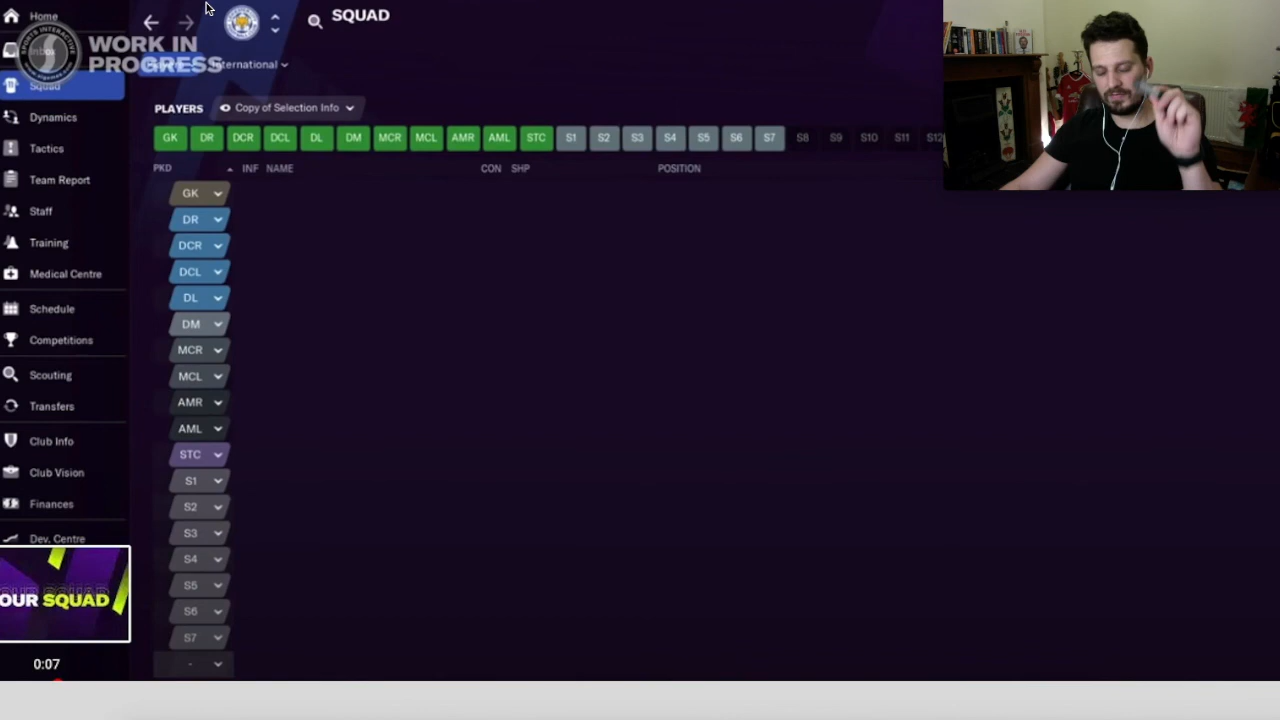 Home
SQUAD
Inbox
WORK IN
PROGRESS
SPORTS INTERACTIVE
International
Squad
PLAYERS
Copy of Selection Info
GK DR DCR DCL DL DM MCR MCL AMR AML STC S1 S2 S3 S4 S5 S6 S7 S8 S9 S10 S11 S12
Dynamics
Tactics
PKD INF NAME CON SHP POSITION
Team Report
GK
Staff
DR
Training
DCR
Medical Centre
DCL
DL
Schedule
DM
Competitions
MCR
Scouting
MCL
Transfers
AMR
AML
Club Info
STC
Club Vision
S1
Finances
S2
S3
Dev. Centre
S4
S5
OUR SQUAD
S6
S7
0:07
-